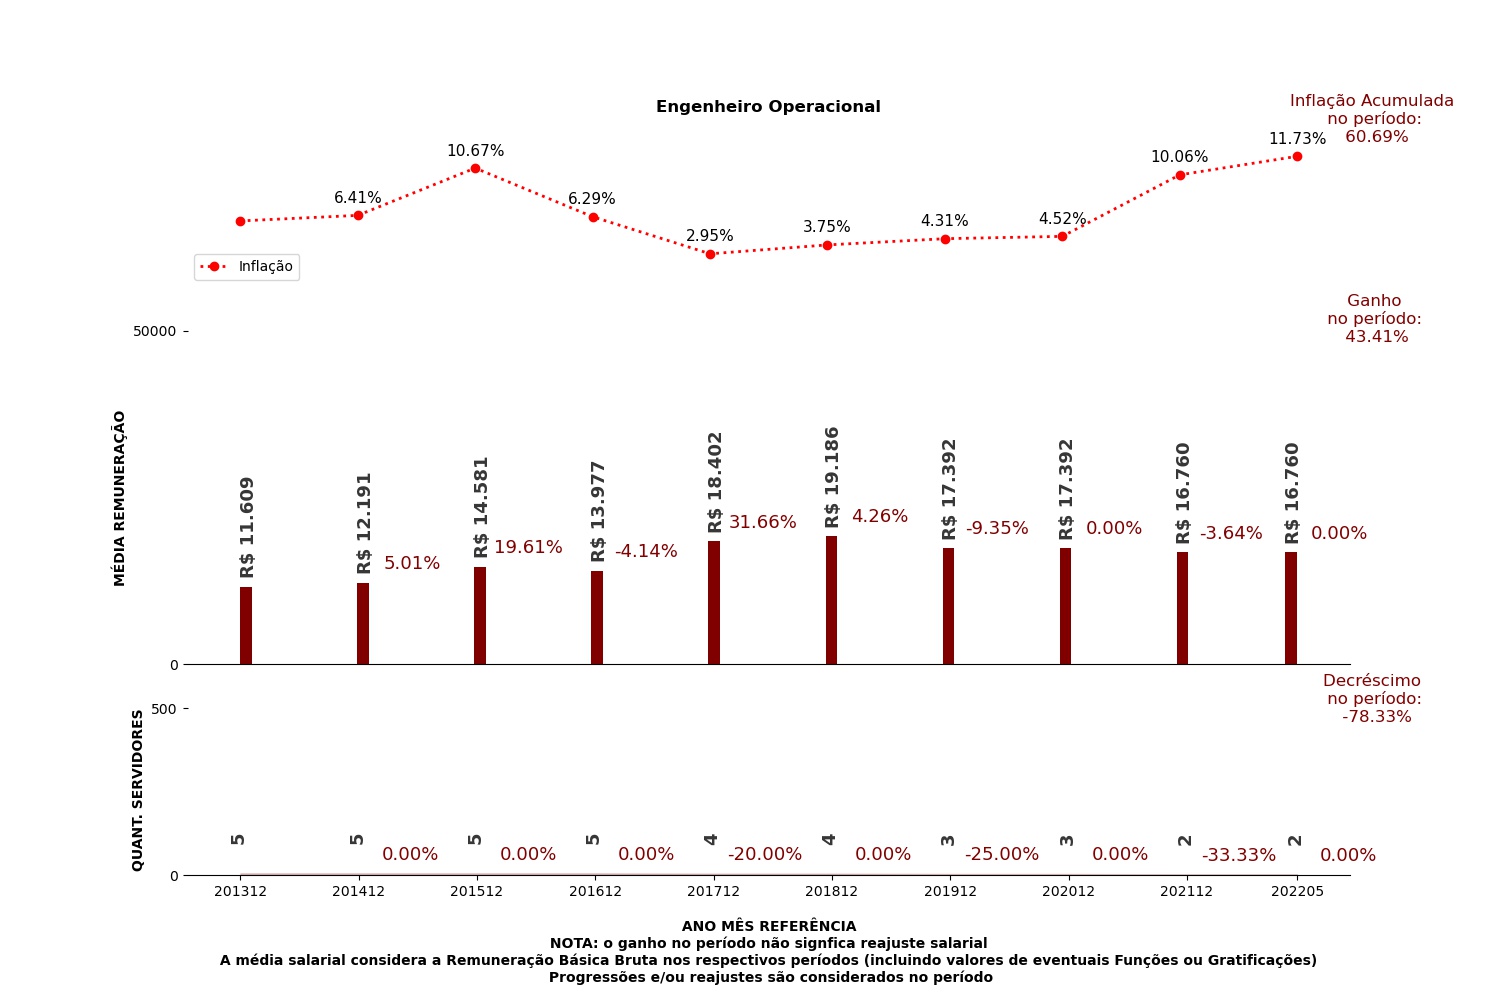 Engenheiro Operacional
Inflação Acumulada
no período:
60.69%
6.41%
10.67%
6.29%
2.95%
3.75%
4.31%
4.52%
10.06%
11.73%
Inflação
Ganho
no período:
43.41%
50000
0
MÉDIA REMUNERAÇÃO
R$ 11.609
R$ 12.191
R$ 14.581
R$ 13.977
R$ 18.402
R$ 19.186
R$ 17.392
R$ 17.392
R$ 16.760
R$ 16.760
5.01%
19.61%
-4.14%
31.66%
4.26%
-9.35%
0.00%
-3.64%
0.00%
Decréscimo
no período:
-78.33%
500
0
QUANT. SERVIDORES
5
5
5
5
4
4
3
3
2
2
0.00%
0.00%
0.00%
-20.00%
0.00%
-25.00%
0.00%
-33.33%
0.00%
201312
201412
201512
201612
201712
201812
201912
202012
202112
202205
ANO MÊS REFERÊNCIA
NOTA: o ganho no período não signfica reajuste salarial
A média salarial considera a Remuneração Básica Bruta nos respectivos períodos (incluindo valores de eventuais Funções ou Gratificações)
Progressões e/ou reajustes são considerados no período